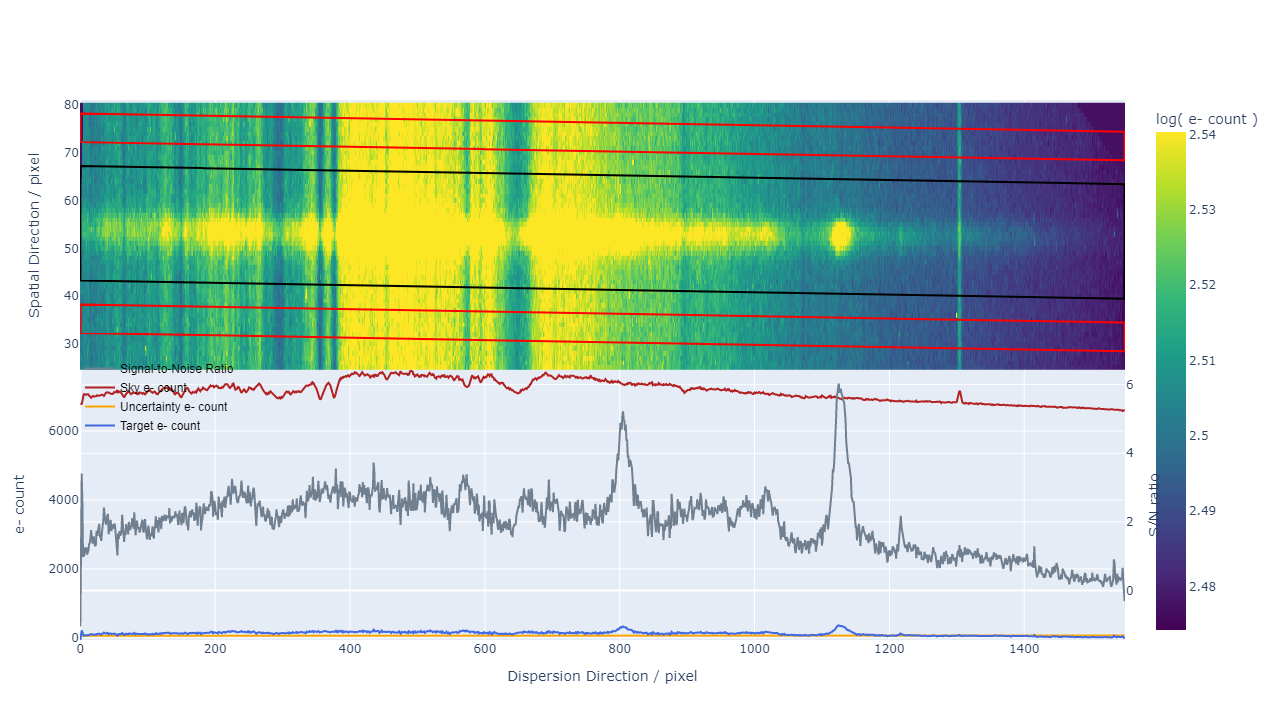 80
70
60
50
40
30
Spatial Direction / pixel
log( e- count )
2.54
2.53
2.52
2.51
2.5
2.49
2.48
Signal-to-Noise Ratio
Sky e- count
Uncertainty e- count
Target e- count
6000
4000
2000
0
e- count
6
4
2
0
S/N ratio
0 200 400 600 800 1000 1200 1400
Dispersion Direction / pixel